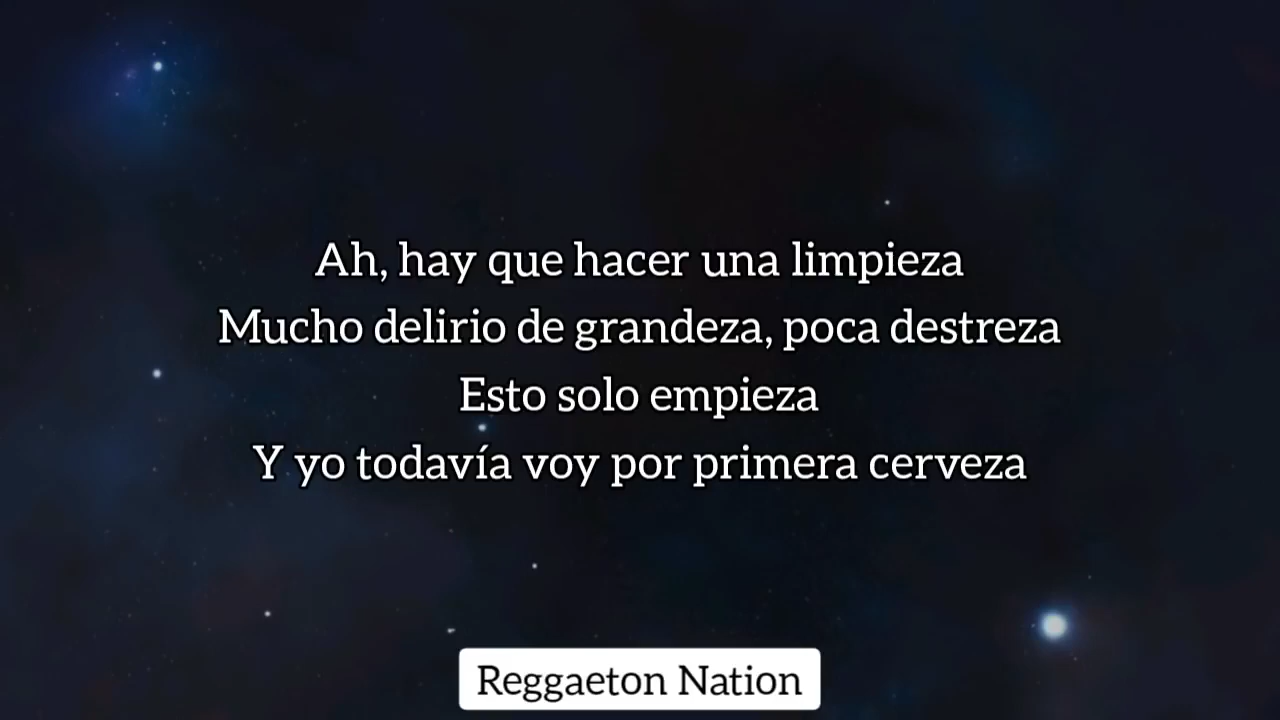 Ah, hay que hacer una limpieza
Mucho delirio de grandeza, poca destreza
Esto solo empieza
Y yo todavía voy por primera cerveza
Reggaeton Nation